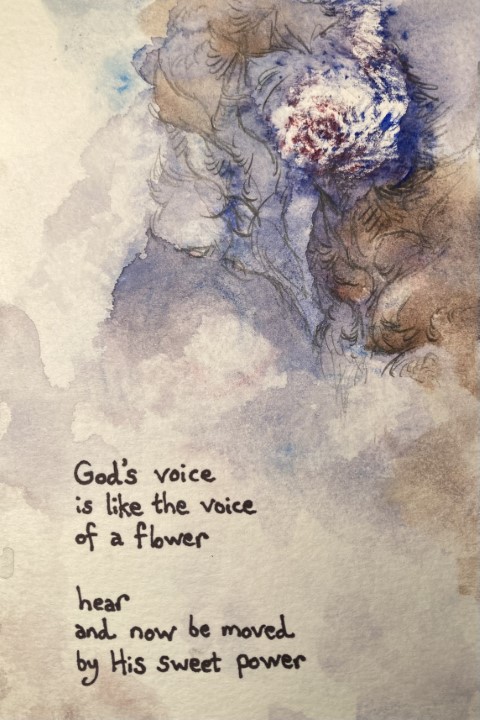 God's voice
is like the voice
of a flower
hear
and now be moved
by His sweet power